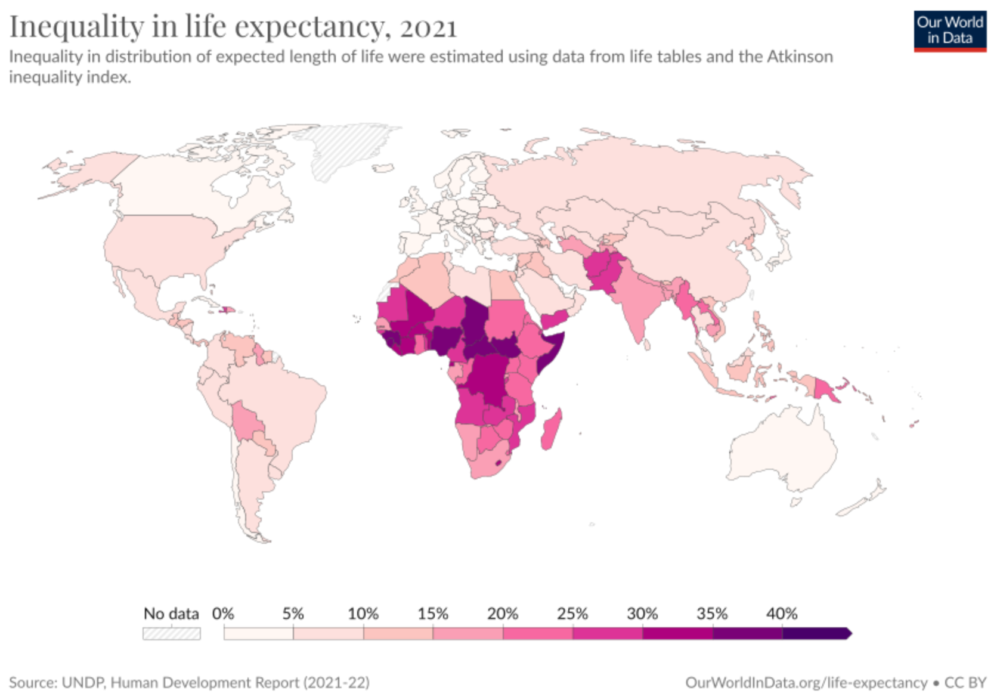 Inequality in life expectancy, 2021
Our World
in Data
Inequality in distribution of expected length of life were estimated using data from life tables and the Atkinson
inequality index.
No data 0% 5% 10% 15% 20% 25% 30% 35% 40%
Source: UNDP, Human Development Report (2021-22)
OurWorldInData.org/life-expectancy • CC BY